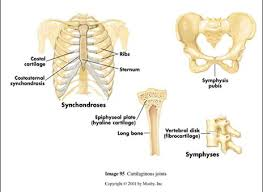 Costal
cartilage
Costosternal
synchondrosis
Ribs
Sternum
Synchondroses
Symphysis
pubis
Epiphyseal plate
(hyaline cartilage)
Long bone
Vertebral disk
(fibrocartilage)
Symphyses
Image 95 Cartilaginous joints
Copyright © 2001 by Mosby, Inc